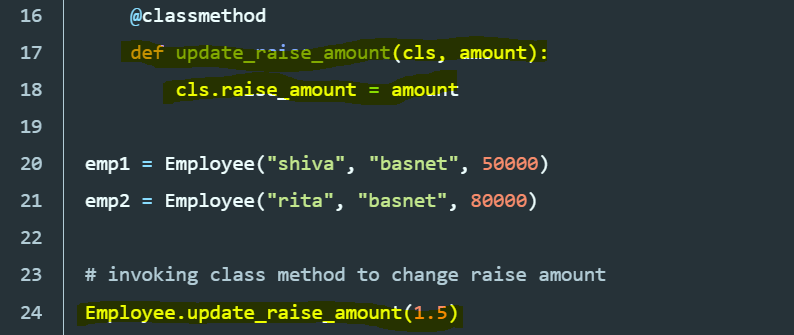 16 @classmethod
17 def update_raise_amount(cls, amount):
18 cls.raise_amount = amount
19
20 emp1 = Employee("shiva", "basnet", 50000)
21 emp2 = Employee("rita", "basnet", 80000)
22
23 # invoking class method to change raise amount
24 Employee.update_raise_amount(1.5)